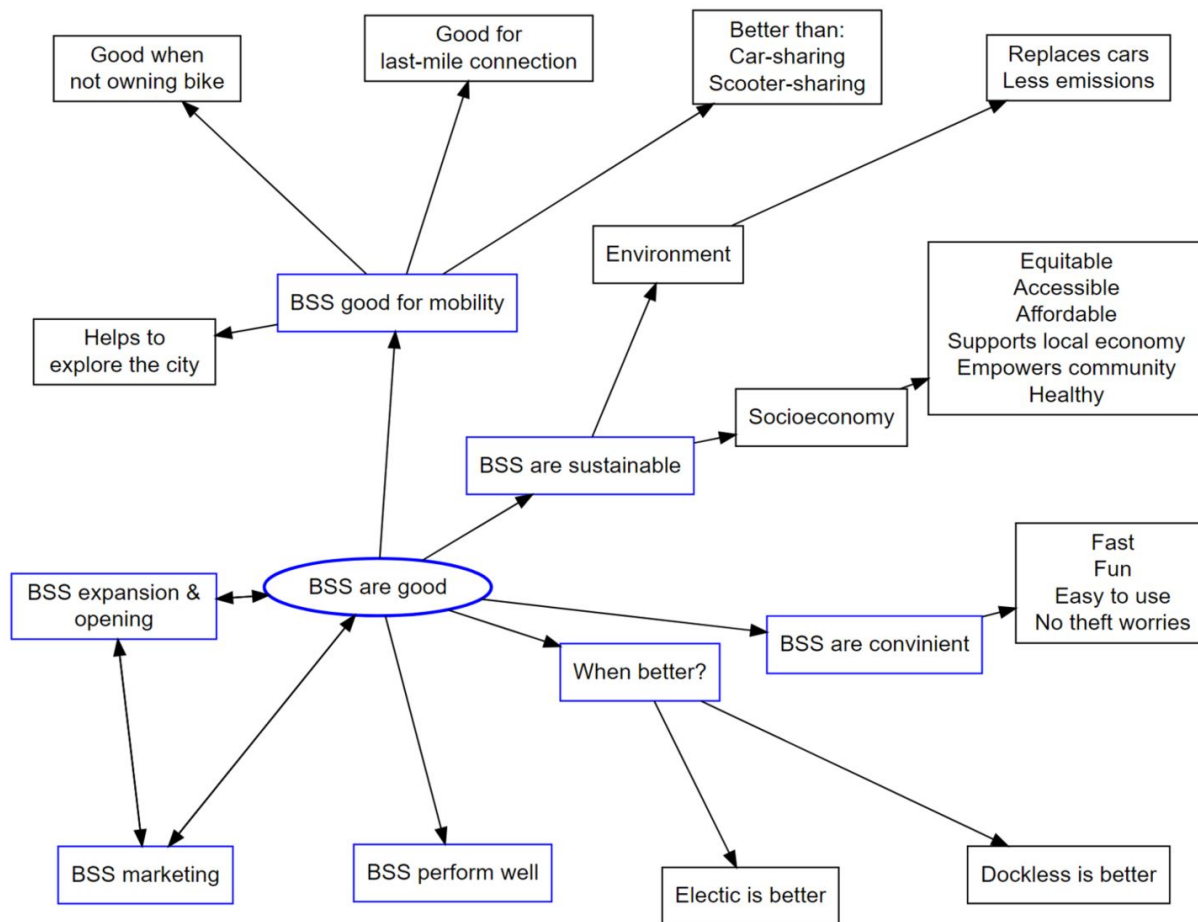 Good when
not owning bike
Good for
last-mile connection
Better than:
Car-sharing
Scooter-sharing
Replaces cars
Less emissions
Environment
BSS good for mobility
Equitable
Accessible
Affordable
Supports local economy
Empowers community
Healthy
Helps to
explore the city
Socioeconomy
BSS are sustainable
Fast
Fun
Easy to use
No theft worries
BSS expansion &
opening
BSS are good
BSS are convinient
When better?
BSS marketing
BSS perform well
Electic is better
Dockless is better